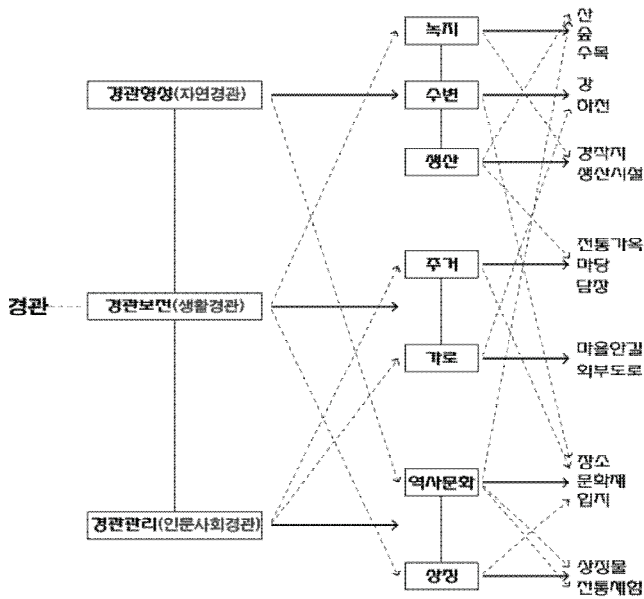 경관
경관형성(자연경관)
경관보전(생활경관)
경관관리(인문사회경관)
녹지
수변
생산
주거
가로
역사문화
상징
산
숲
수목
강
하천
경작지
생산시설
전통가옥
마당
담장
마을안길
외부도로
장소
문화재
입지
상징물
전통체험